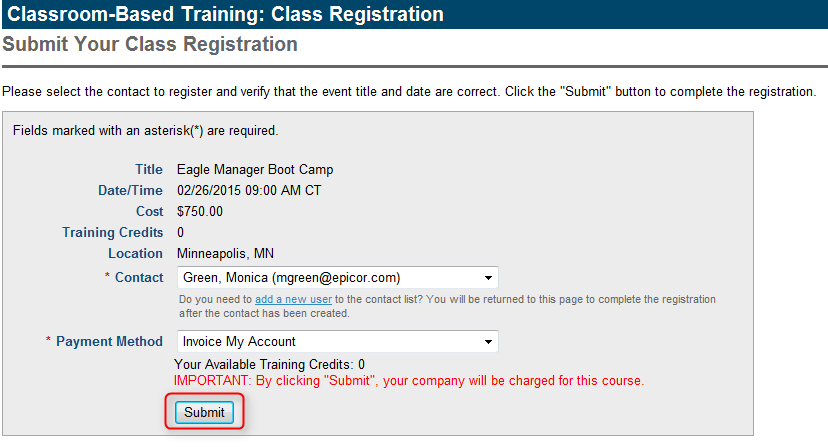 Classroom-Based Training: Class Registration
Submit Your Class Registration
Please select the contact to register and verify that the event title and date are correct. Click the "Submit" button to complete the registration.
Fields marked with an asterisk(*) are required.
Title Eagle Manager Boot Camp
Date/Time 02/26/2015 09:00 AM CT
Cost $750.00
Training Credits 0
Location Minneapolis, MN
* Contact Green, Monica (mgreen@epicor.com)
Do you need to add a new user to the contact list? You will be returned to this page to complete the registration
after the contact has been created.
* Payment Method Invoice My Account
Your Available Training Credits: 0
IMPORTANT: By clicking "Submit", your company will be charged for this course.
Submit